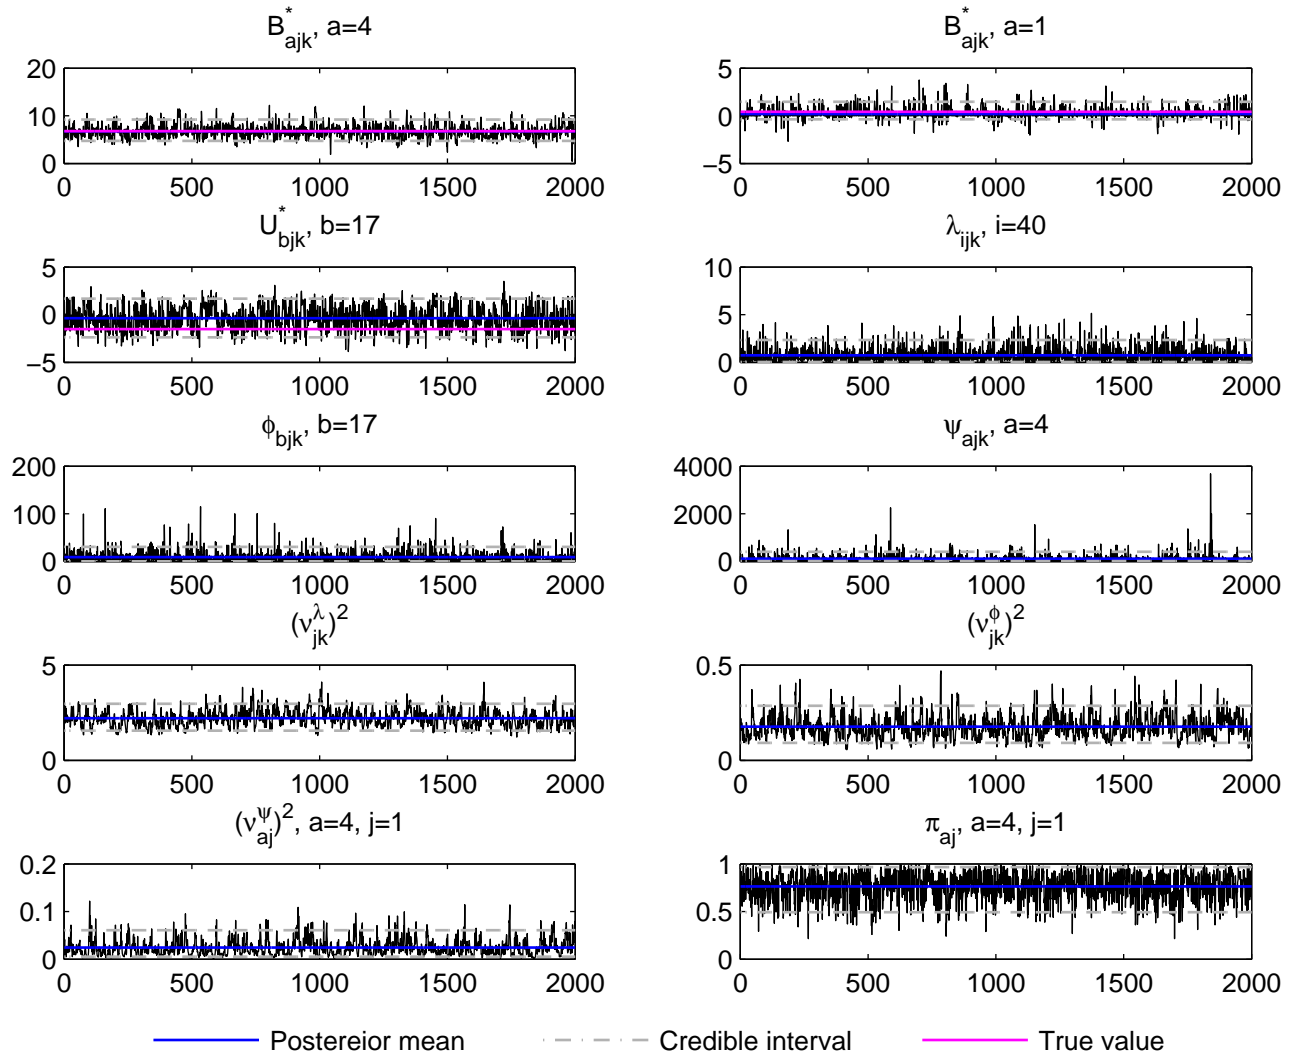 B*ajk, a=4
B*ajk, a=1
20
10
0
0 500 1000 1500 2000
5
0
−5
0 500 1000 1500 2000
U*bjk, b=17
λijk, i=40
5
0
−5
0 500 1000 1500 2000
10
5
0
0 500 1000 1500 2000
ϕbjk, b=17
ψajk, a=4
200
100
0
0 500 1000 1500 2000
4000
2000
0
0 500 1000 1500 2000
(νλjk)2
(νϕjk)2
5
0
0 500 1000 1500 2000
0.5
0
0 500 1000 1500 2000
(νψaj)2, a=4, j=1
πaj, a=4, j=1
0.2
0.1
0
0 500 1000 1500 2000
1
0.5
0
0 500 1000 1500 2000
Postereior mean Credible interval True value